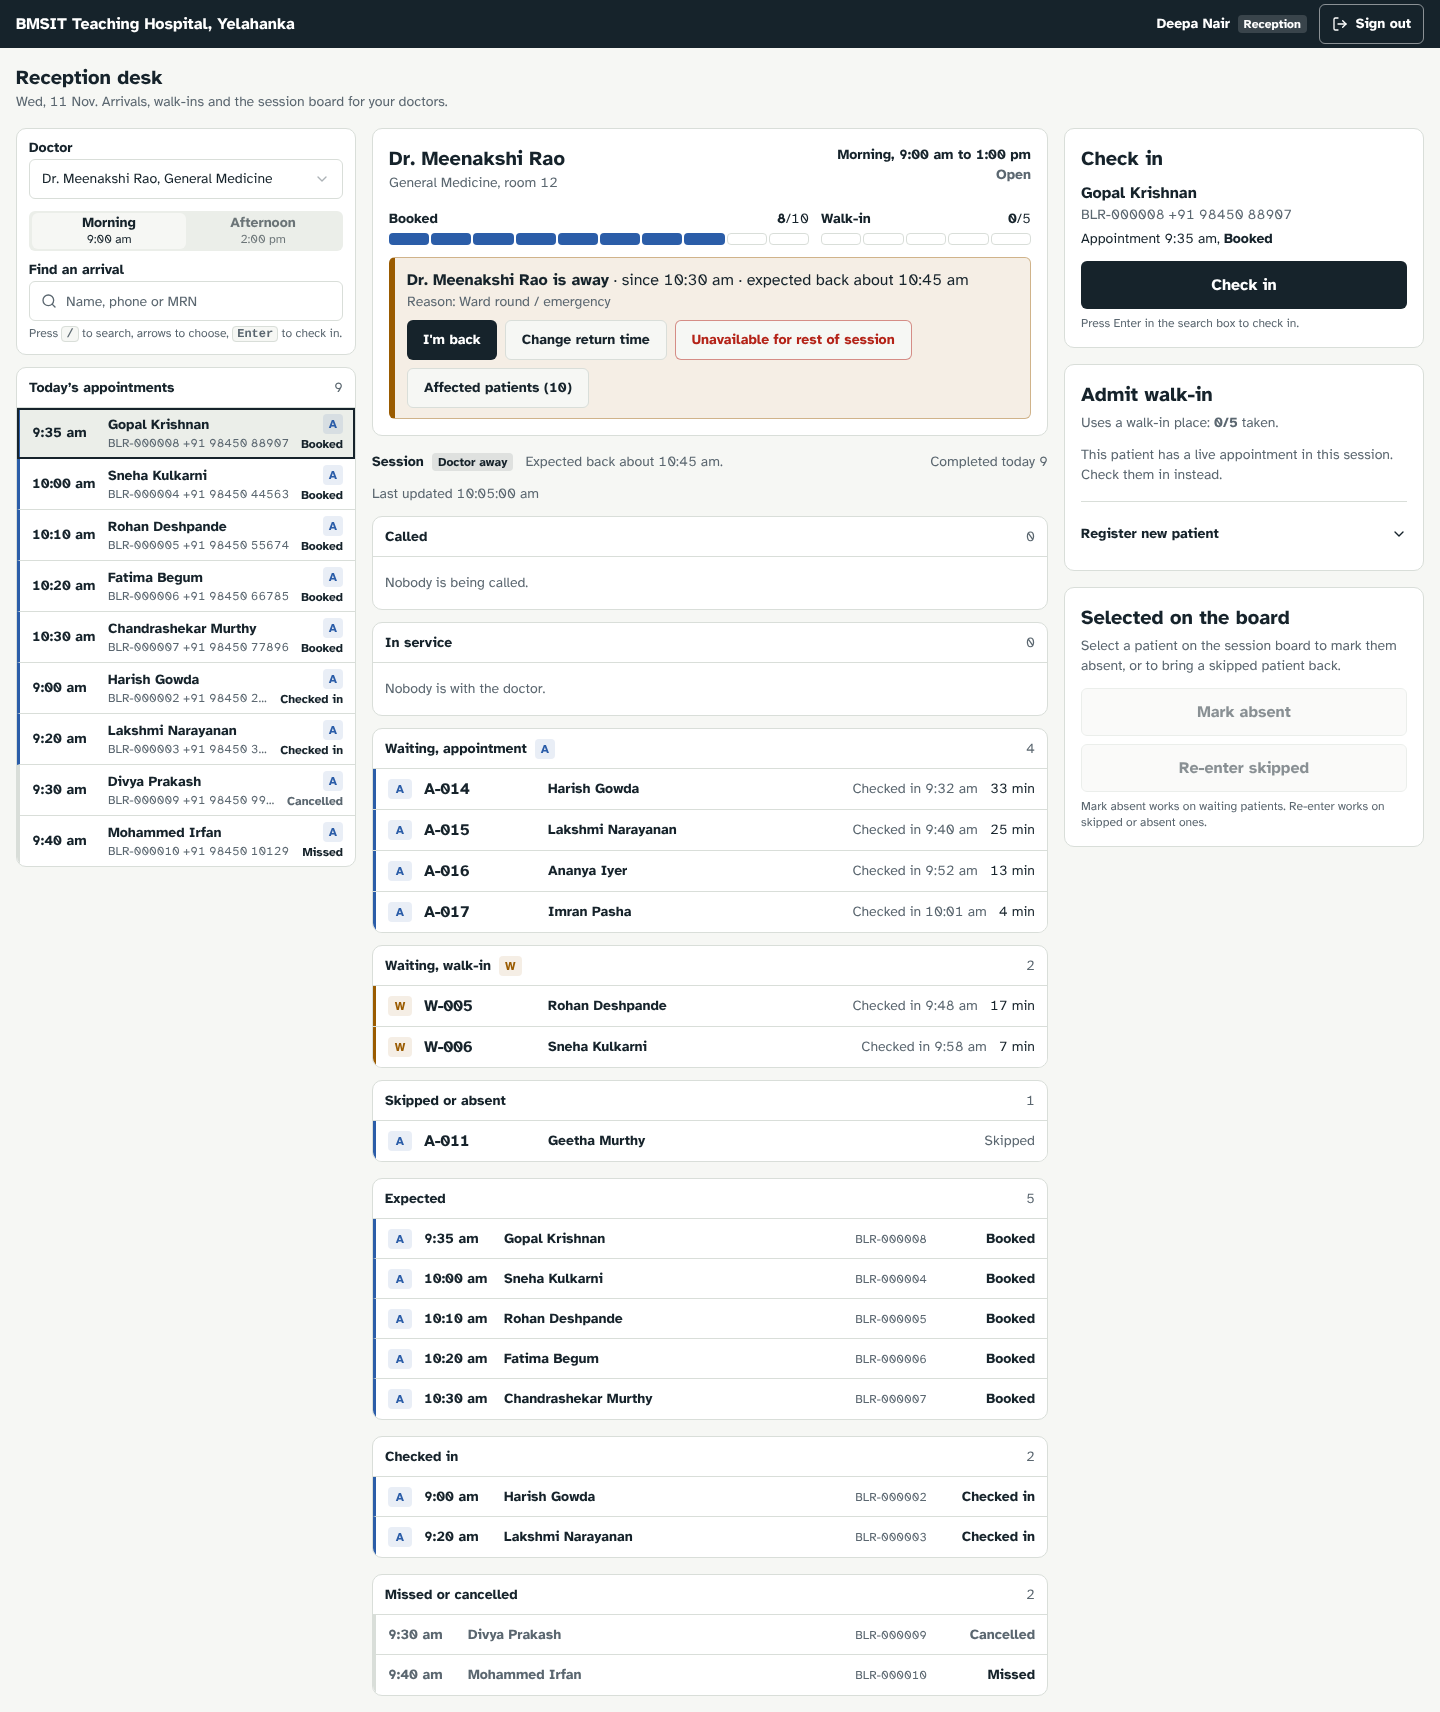 BMSIT Teaching Hospital, Yelahanka
Deepa Nair Reception Sign out
Reception desk
Wed, 11 Nov. Arrivals, walk-ins and the session board for your doctors.
Doctor
Dr. Meenakshi Rao, General Medicine
Morning
9:00 am
Afternoon
2:00 pm
Find an arrival
Name, phone or MRN
Press / to search, arrows to choose, Enter to check in.
Today's appointments 9
9:35 am Gopal Krishnan A
BLR-000008 +91 98450 88907 Booked
10:00 am Sneha Kulkarni A
BLR-000004 +91 98450 44563 Booked
10:10 am Rohan Deshpande A
BLR-000005 +91 98450 55674 Booked
10:20 am Fatima Begum A
BLR-000006 +91 98450 66785 Booked
10:30 am Chandrashekar Murthy A
BLR-000007 +91 98450 77896 Booked
9:00 am Harish Gowda A
BLR-000002 +91 98450 2... Checked in
9:20 am Lakshmi Narayanan A
BLR-000003 +91 98450 3... Checked in
9:30 am Divya Prakash A
BLR-000009 +91 98450 99... Cancelled
9:40 am Mohammed Irfan A
BLR-000010 +91 98450 10129 Missed
Dr. Meenakshi Rao
General Medicine, room 12
Morning, 9:00 am to 1:00 pm
Open
Booked 8/10 Walk-in 0/5
Dr. Meenakshi Rao is away · since 10:30 am · expected back about 10:45 am
Reason: Ward round / emergency
I'm back Change return time Unavailable for rest of session
Affected patients (10)
Session Doctor away Expected back about 10:45 am. Completed today 9
Last updated 10:05:00 am
Called 0
Nobody is being called.
In service 0
Nobody is with the doctor.
Waiting, appointment A 4
A A-014 Harish Gowda Checked in 9:32 am 33 min
A A-015 Lakshmi Narayanan Checked in 9:40 am 25 min
A A-016 Ananya Iyer Checked in 9:52 am 13 min
A A-017 Imran Pasha Checked in 10:01 am 4 min
Waiting, walk-in W 2
W W-005 Rohan Deshpande Checked in 9:48 am 17 min
W W-006 Sneha Kulkarni Checked in 9:58 am 7 min
Skipped or absent 1
A A-011 Geetha Murthy Skipped
Expected 5
A 9:35 am Gopal Krishnan BLR-000008 Booked
A 10:00 am Sneha Kulkarni BLR-000004 Booked
A 10:10 am Rohan Deshpande BLR-000005 Booked
A 10:20 am Fatima Begum BLR-000006 Booked
A 10:30 am Chandrashekar Murthy BLR-000007 Booked
Checked in 2
A 9:00 am Harish Gowda BLR-000002 Checked in
A 9:20 am Lakshmi Narayanan BLR-000003 Checked in
Missed or cancelled 2
9:30 am Divya Prakash BLR-000009 Cancelled
9:40 am Mohammed Irfan BLR-000010 Missed
Check in
Gopal Krishnan
BLR-000008 +91 98450 88907
Appointment 9:35 am, Booked
Check in
Press Enter in the search box to check in.
Admit walk-in
Uses a walk-in place: 0/5 taken.
This patient has a live appointment in this session.
Check them in instead.
Register new patient
Selected on the board
Select a patient on the session board to mark them
absent, or to bring a skipped patient back.
Mark absent
Re-enter skipped
Mark absent works on waiting patients. Re-enter works on
skipped or absent ones.